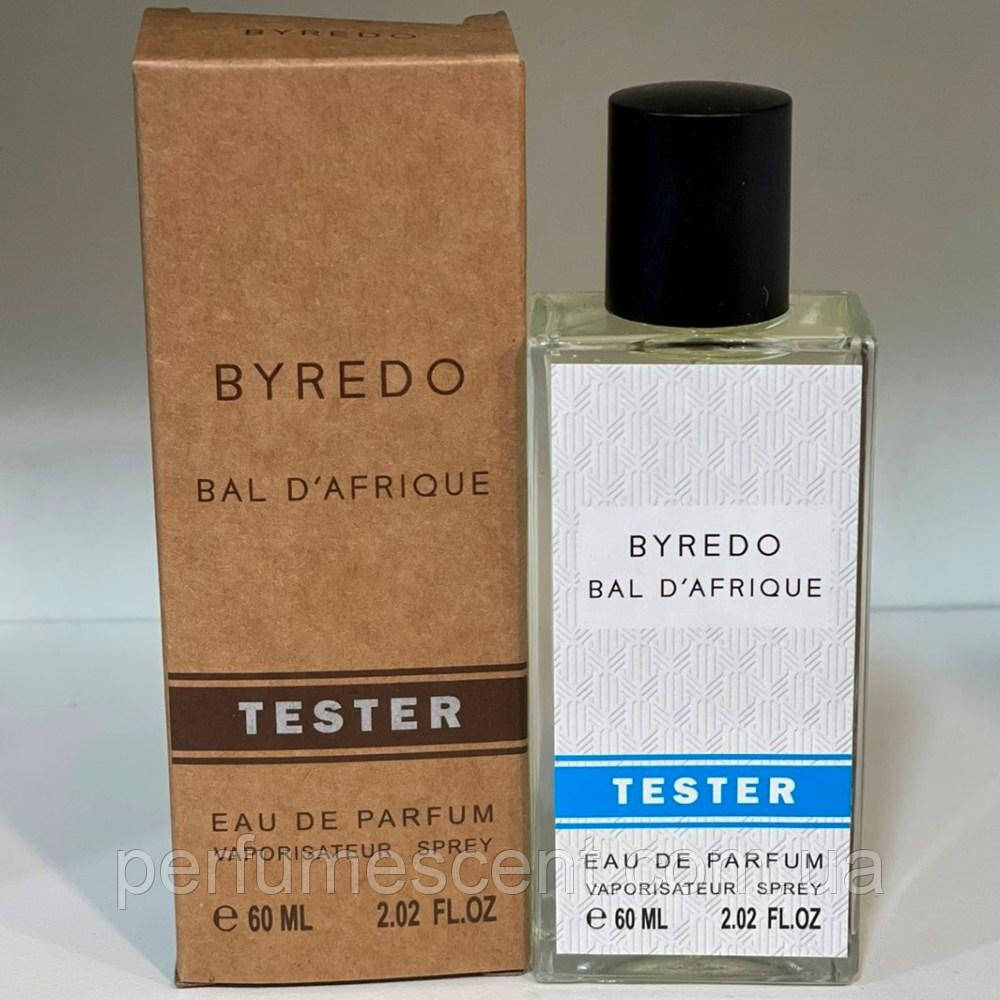 BYREDO
BYREDO
BAL D'AFRIQUE
TESTER
EAU DE PARFUM
VAPORISATEUR SPREY
e 60 ML 2.02 FL.OZ
BYREDO
BAL D'AFRIQUE
TESTER
EAU DE PARFUM
VAPORISATEUR SPREY
e 60 ML 2.02 FL.OZ
perfumescent.com.ua